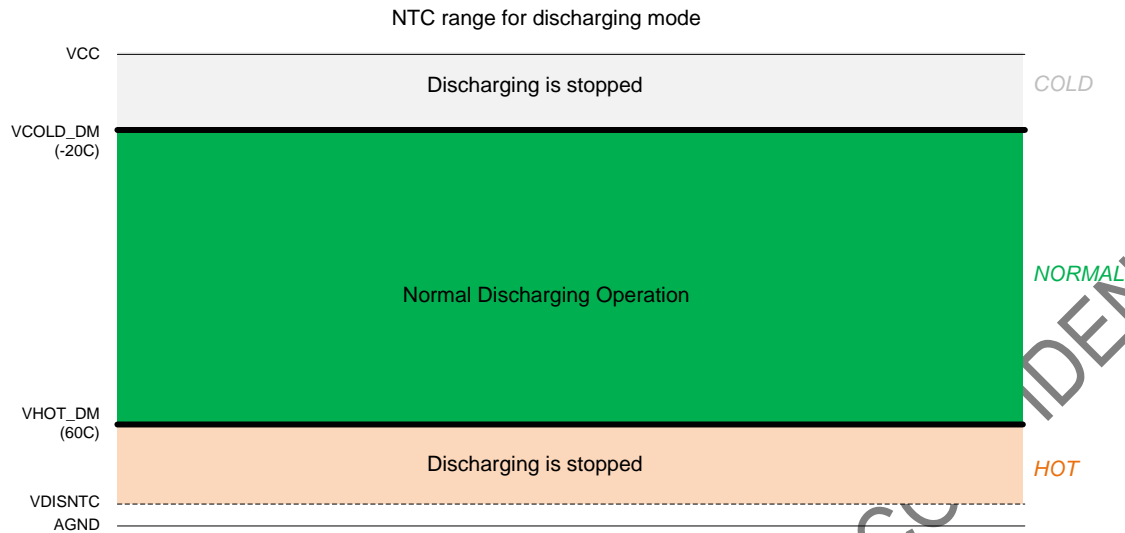 NTC range for discharging mode
VCC
Discharging is stopped
COLD
VCOLD_DM
(-20C)
Normal Discharging Operation
NORMAL
VHOT_DM
(60C)
Discharging is stopped
HOT
VDISNTC
AGND